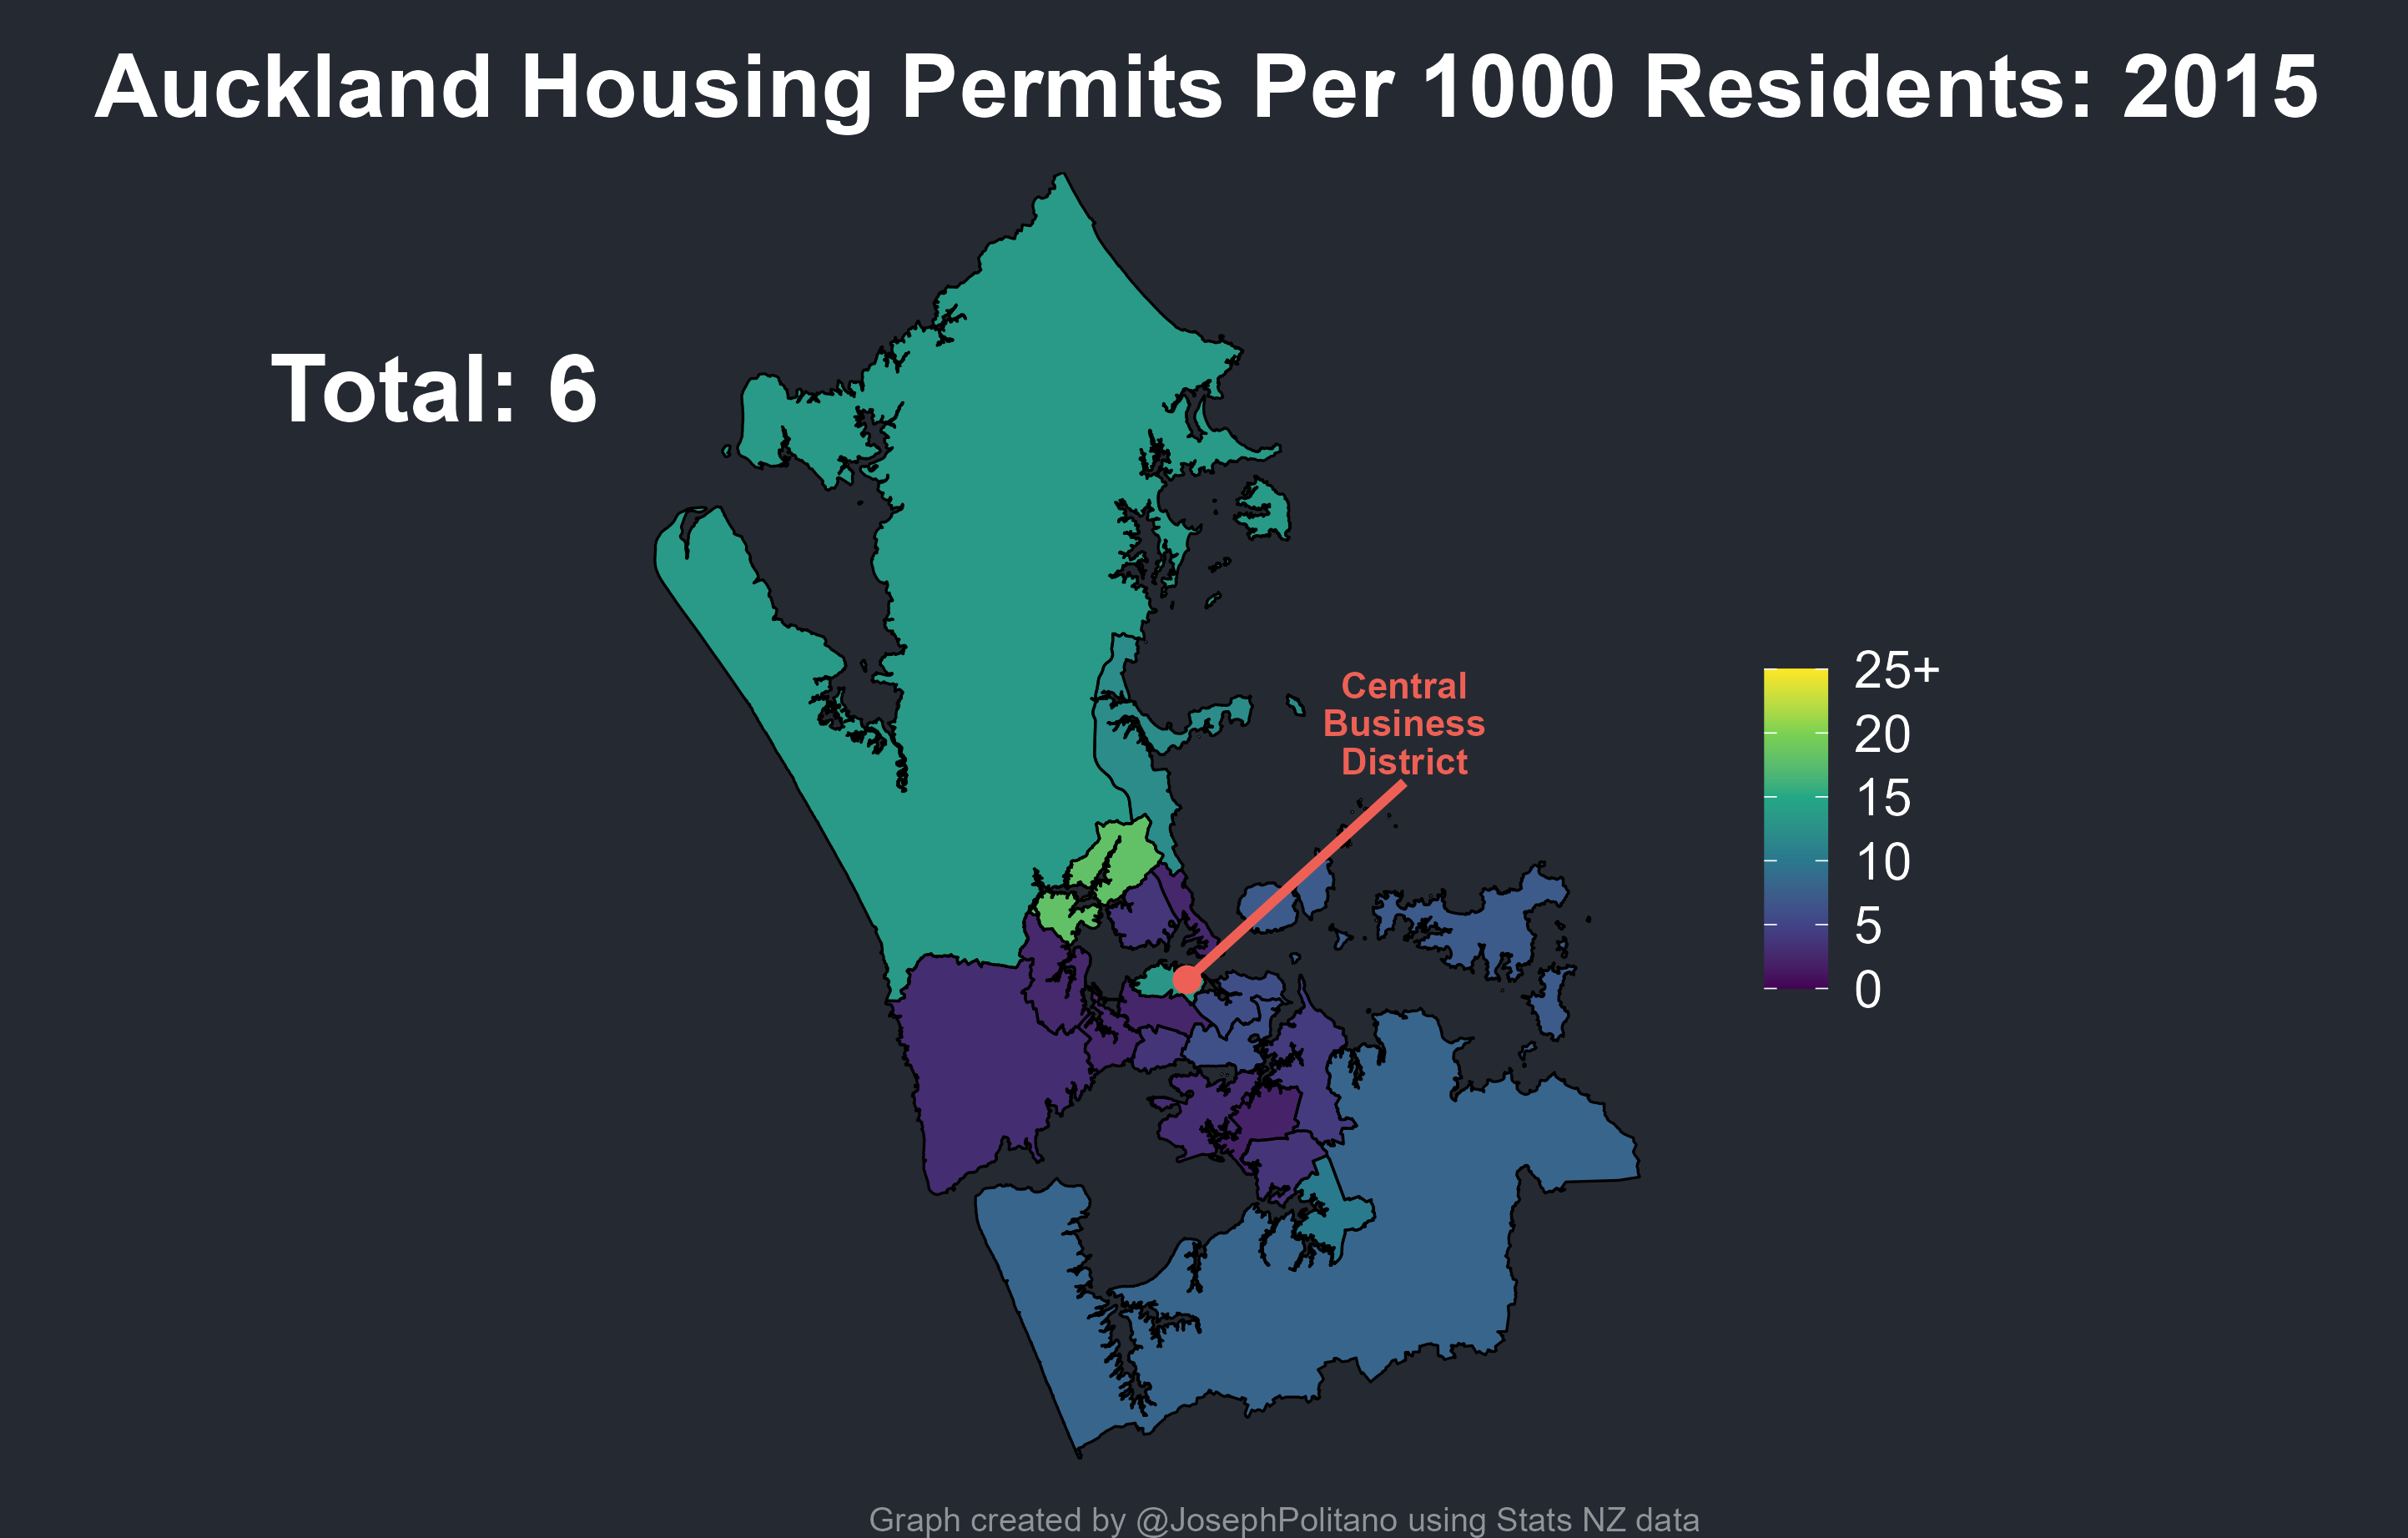 Auckland Housing Permits Per 1000 Residents: 2015
Total: 6
Central
Business
District
25+
20
15
10
5
0
Graph created by @JosephPolitano using Stats NZ data